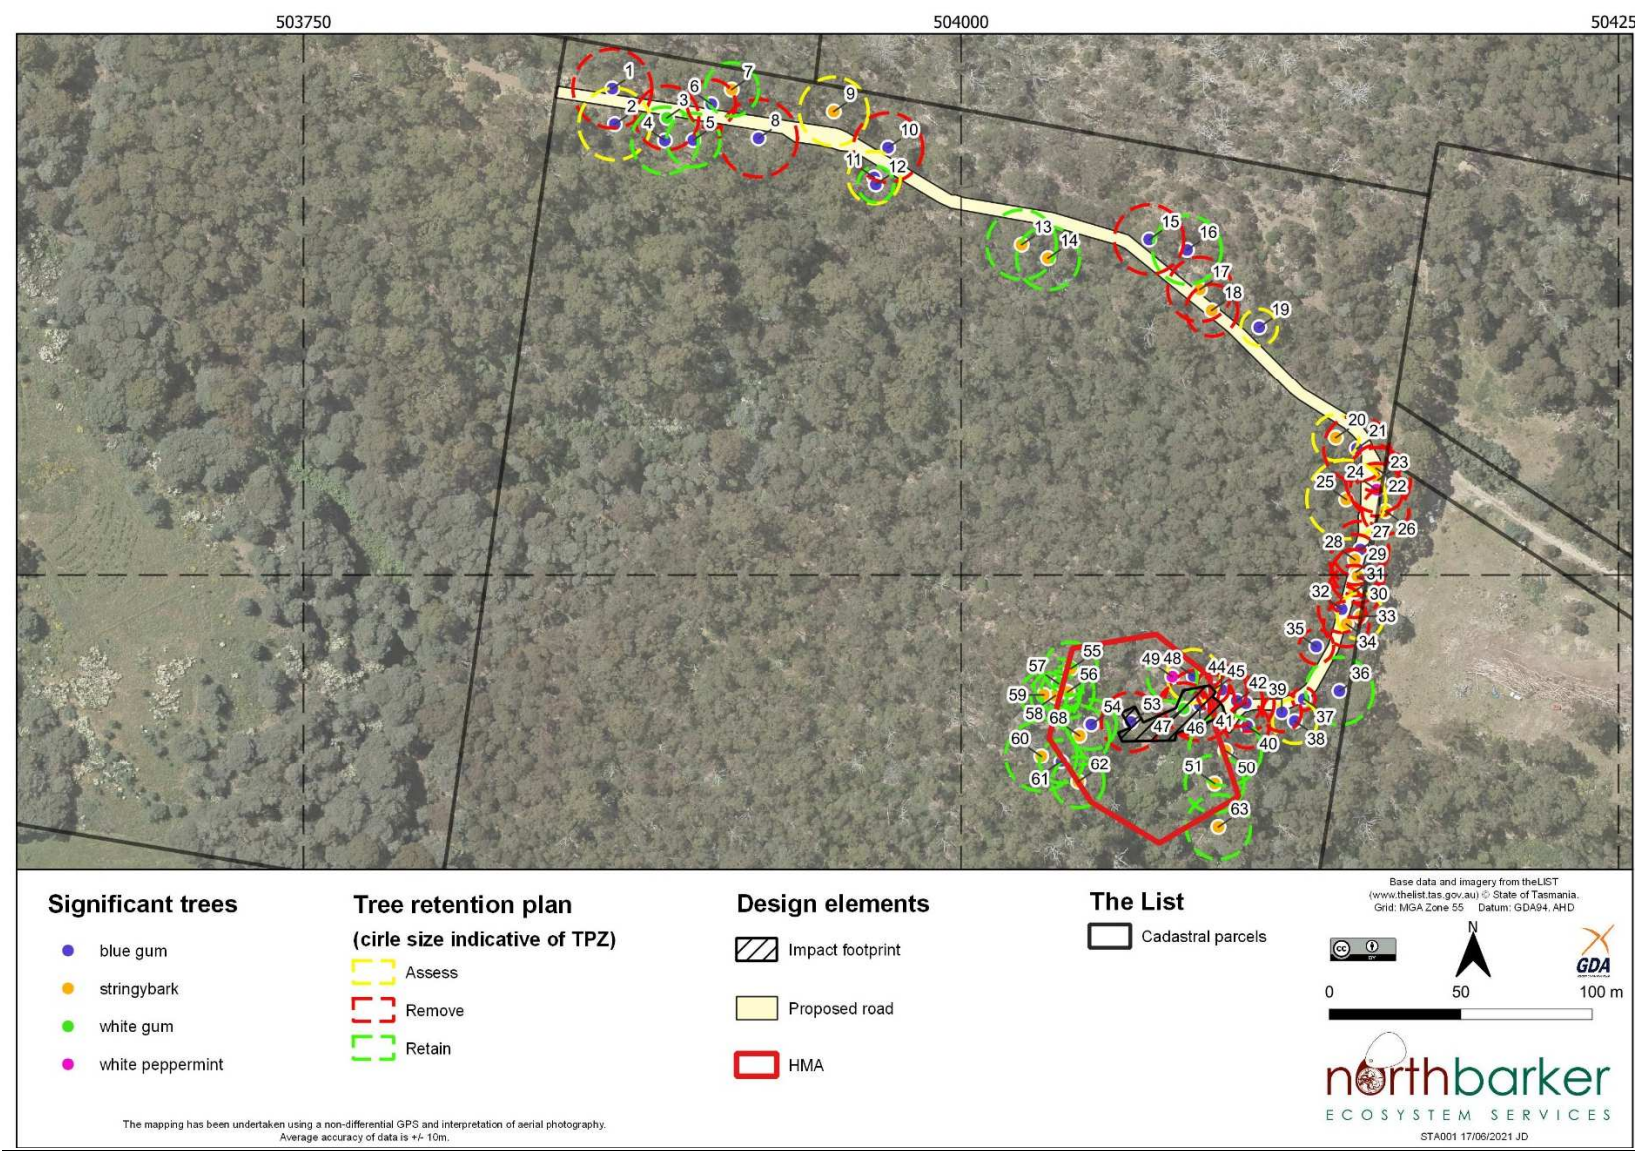 503750
504000
50425
1
2
3
4
5
6
7
8
9
10
11
12
13
14
15
16
17
18
19
20
21
23
24
22
25
26
27
28
29
31
30
32
33
34
35
36
37
38
39
40
41
42
44
45
46
47
48
49
50
51
53
54
55
56
57
58
59
60
61
62
63
68
Significant trees
blue gum
stringybark
white gum
white peppermint
Tree retention plan
(cirle size indicative of TPZ)
Assess
Remove
Retain
Design elements
Impact footprint
Proposed road
HMA
The List
Cadastral parcels
Base data and imagery from theLIST
(www.thelist.tas.gov.au) © State of Tasmania.
Grid: MGA Zone 55 Datum: GDA94, AHD
cc BY
N
GDA
0 50 100 m
northbarker
ECOSYSTEM SERVICES
STA001 17/06/2021 JD
The mapping has been undertaken using a non-differential GPS and interpretation of aerial photography.
Average accuracy of data is +/- 10m.